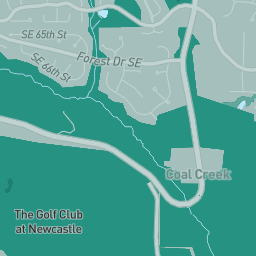 SE 65th St
SE 66th St
Forest Dr SE
Coal Creek
The Golf Club
at Newcastle